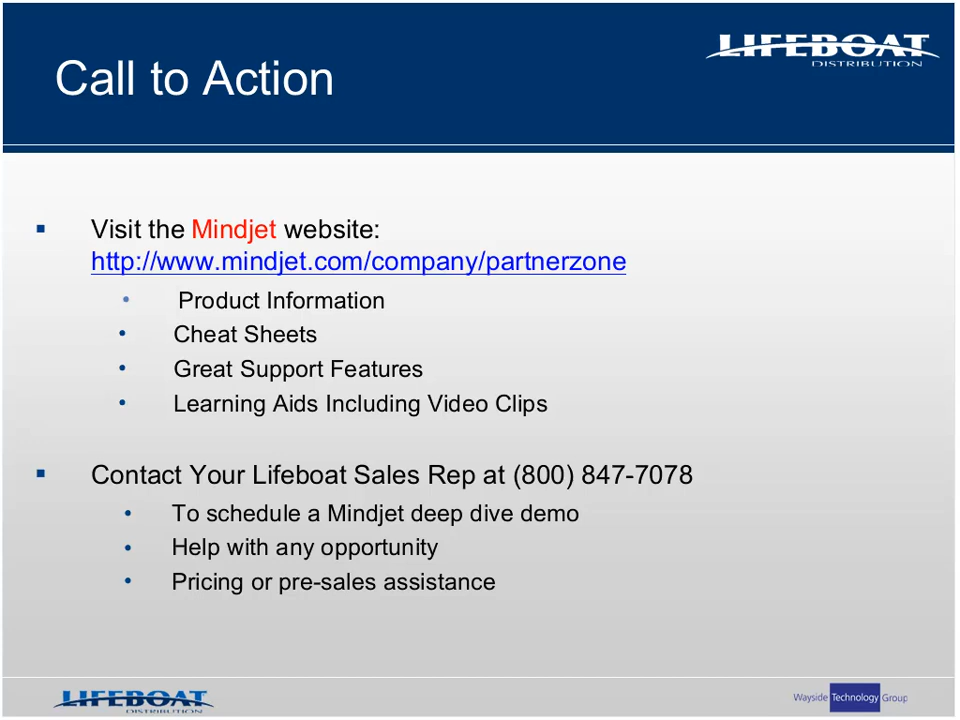 Call to Action
LIFEBOAT
DISTRIBUTION
Visit the Mindjet website:
http://www.mindjet.com/company/partnerzone
Product Information
Cheat Sheets
Great Support Features
Learning Aids Including Video Clips
Contact Your Lifeboat Sales Rep at (800) 847-7078
To schedule a Mindjet deep dive demo
Help with any opportunity
Pricing or pre-sales assistance
LIFEBOAT
DISTRIBUTION
Wayside Technology Group